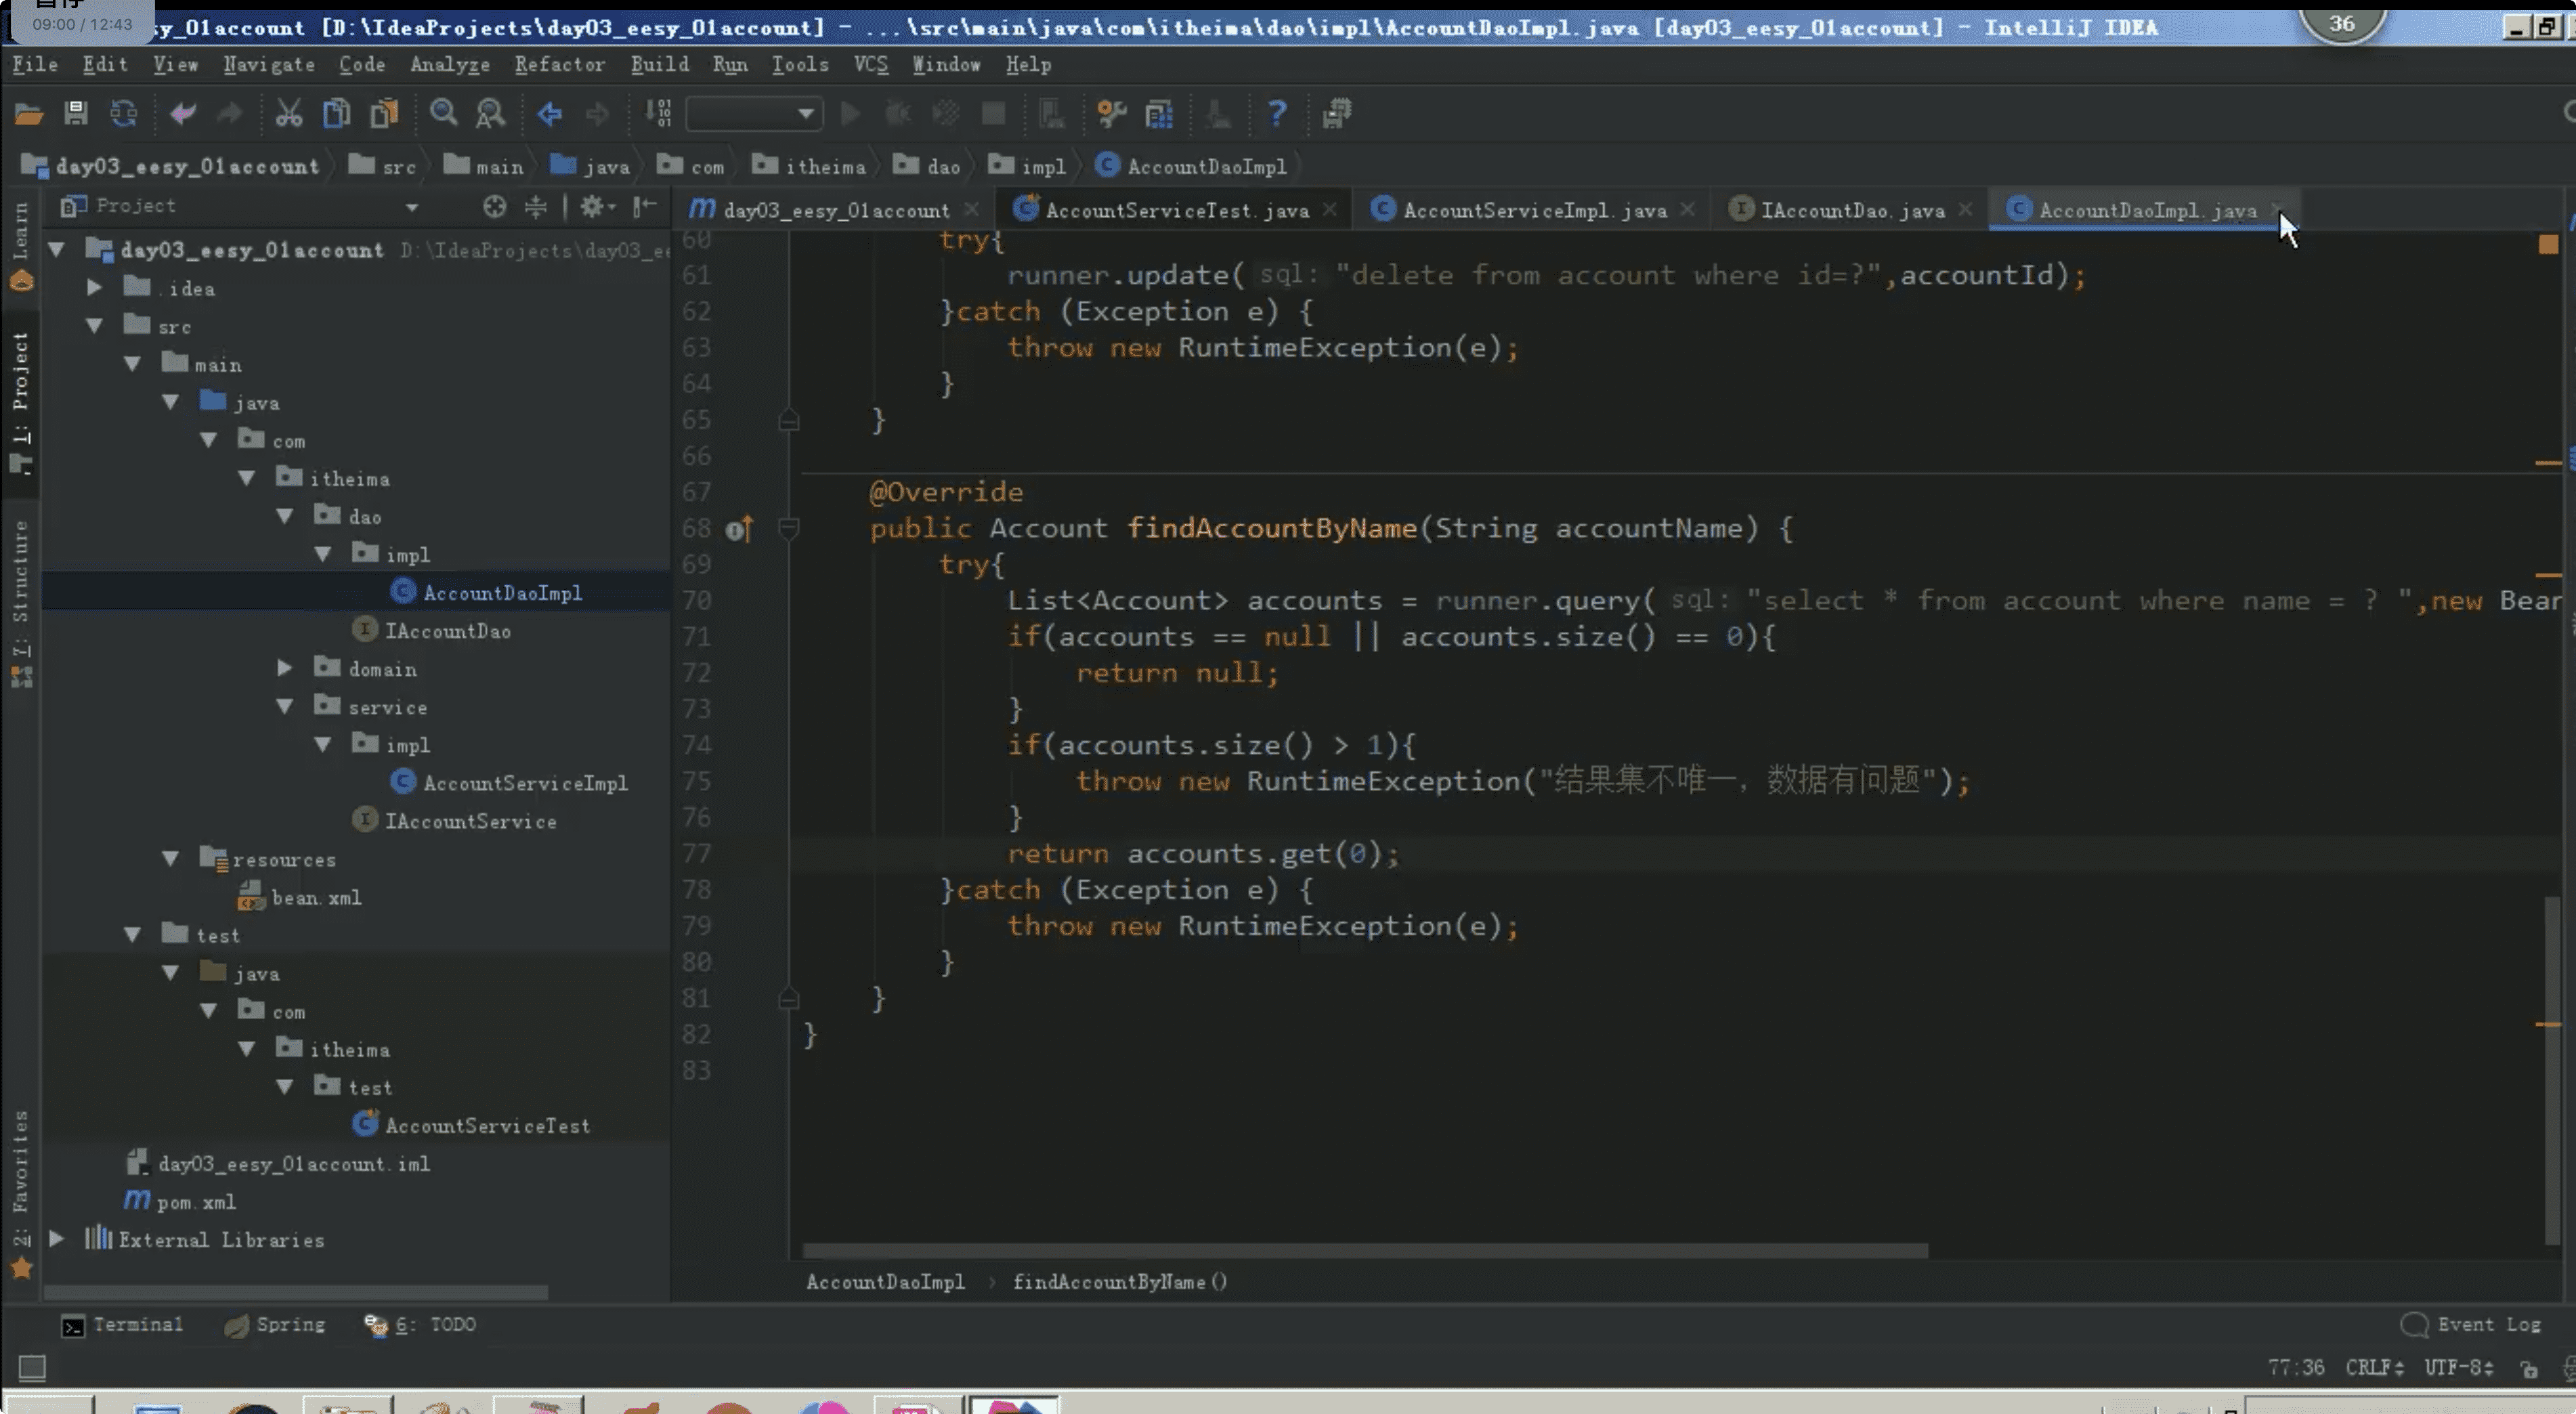 09:00 / 12:43
y_01account [D:\IdeaProjects\day03_eesy_01account] - ...\src\main\java\com\itheima\dao\impl\AccountDaoImpl.java [day03_eesy_01account] - IntelliJ IDEA
36
File Edit View Navigate Code Analyze Refactor Build Run Tools VCS Window Help
day03_eesy_01account src main java com itheima dao impl AccountDaoImpl
Project
day03_eesy_01account AccountServiceTest.java AccountServiceImpl.java IAccountDao.java AccountDaoImpl.java
Learn
1: Project
7: Structure
2: Favorites
day03_eesy_01account D:\IdeaProjects\day03_ee
.idea
src
main
java
com
itheima
dao
impl
AccountDaoImpl
IAccountDao
domain
service
impl
AccountServiceImpl
IAccountService
resources
bean.xml
test
java
com
itheima
test
AccountServiceTest
day03_eesy_01account.iml
pom.xml
External Libraries
60 try{
61 runner.update( sql: "delete from account where id=?",accountId);
62 }catch (Exception e) {
63 throw new RuntimeException(e);
64 }
65 }
66
67 @Override
68 public Account findAccountByName(String accountName) {
69 try{
70 List<Account> accounts = runner.query( sql: "select * from account where name = ? ",new Bean
71 if(accounts == null || accounts.size() == 0){
72 return null;
73 }
74 if(accounts.size() > 1){
75 throw new RuntimeException("结果集不唯一，数据有问题");
76 }
77 return accounts.get(0);
78 }catch (Exception e) {
79 throw new RuntimeException(e);
80 }
81 }
82 }
83
AccountDaoImpl findAccountByName()
Terminal Spring 6: TODO Event Log
77:36 CRLF UTF-8